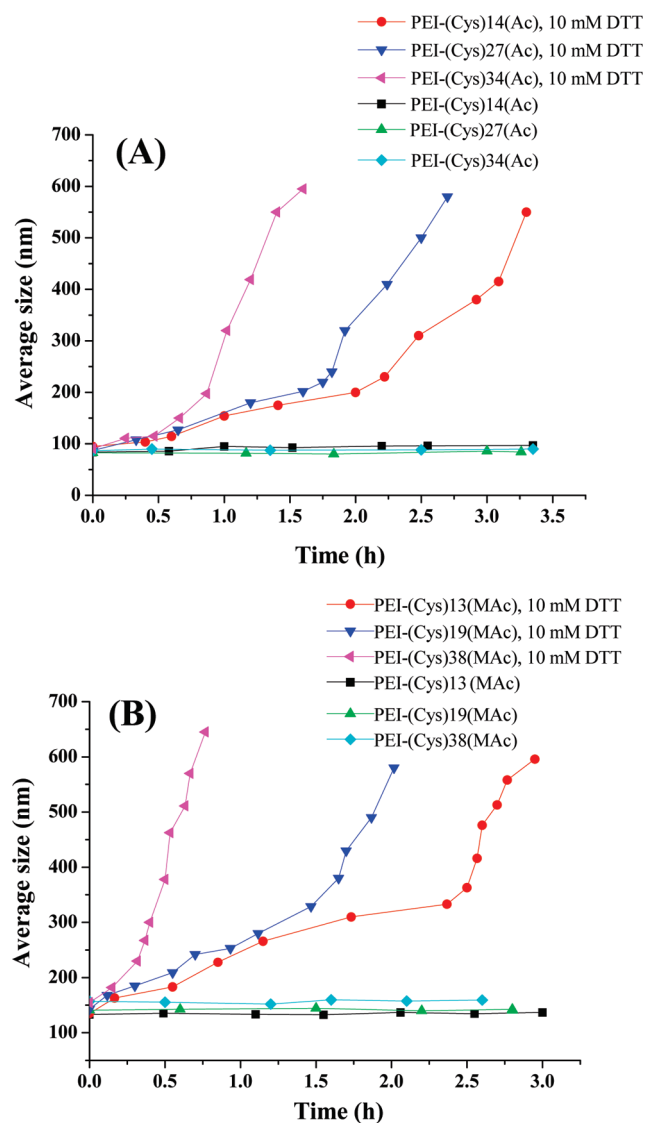 PEI-(Cys)14(Ac), 10 mM DTT
PEI-(Cys)27(Ac), 10 mM DTT
PEI-(Cys)34(Ac), 10 mM DTT
PEI-(Cys)14(Ac)
PEI-(Cys)27(Ac)
PEI-(Cys)34(Ac)
(A)
Average size (nm)
700
600
500
400
300
200
100
0
0.0 0.5 1.0 1.5 2.0 2.5 3.0 3.5
Time (h)
PEI-(Cys)13(MAc), 10 mM DTT
PEI-(Cys)19(MAc), 10 mM DTT
PEI-(Cys)38(MAc), 10 mM DTT
PEI-(Cys)13 (MAc)
PEI-(Cys)19(MAc)
PEI-(Cys)38(MAc)
(B)
Average size (nm)
700
600
500
400
300
200
100
0.0 0.5 1.0 1.5 2.0 2.5 3.0
Time (h)